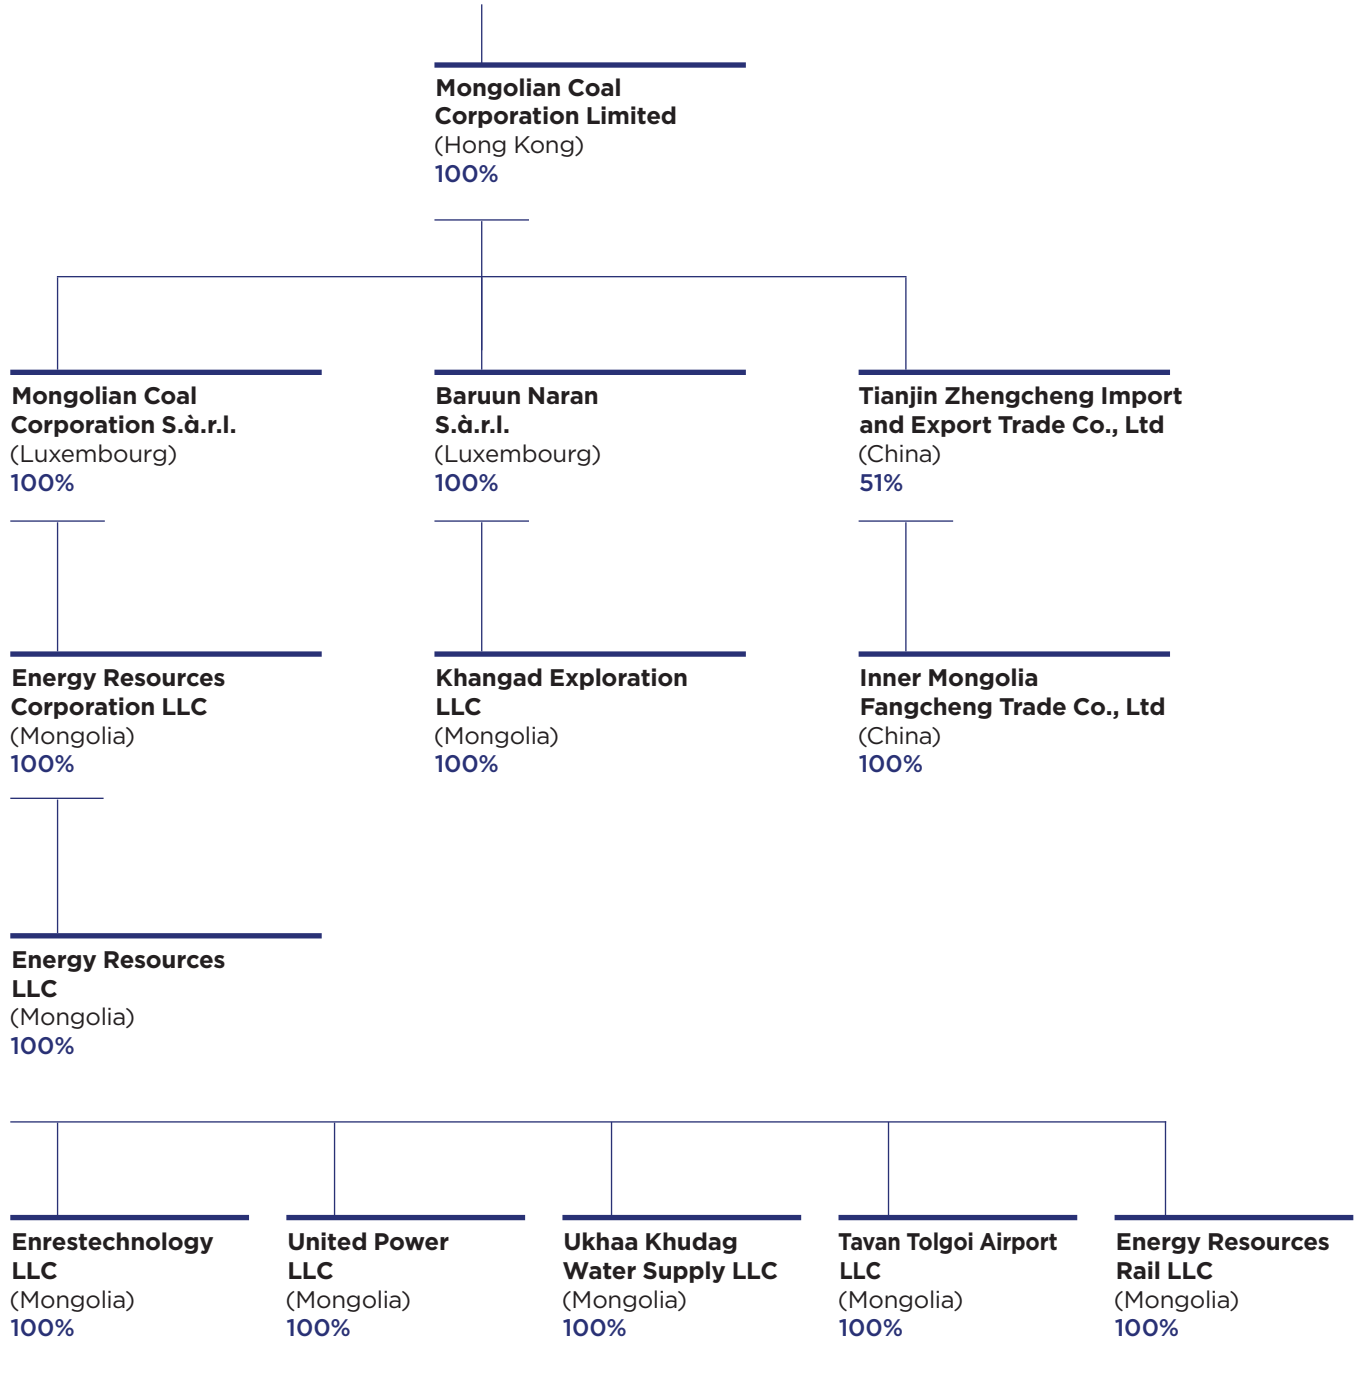 Mongolian Coal
Corporation Limited
(Hong Kong)
100%
Mongolian Coal
Corporation S.à.r.l.
(Luxembourg)
100%
Baruun Naran
S.à.r.l.
(Luxembourg)
100%
Tianjin Zhengcheng Import
and Export Trade Co., Ltd
(China)
51%
Energy Resources
Corporation LLC
(Mongolia)
100%
Khangad Exploration
LLC
(Mongolia)
100%
Inner Mongolia
Fangcheng Trade Co., Ltd
(China)
100%
Energy Resources
LLC
(Mongolia)
100%
Enrestechnology
LLC
(Mongolia)
100%
United Power
LLC
(Mongolia)
100%
Ukhaa Khudag
Water Supply LLC
(Mongolia)
100%
Tavan Tolgoi Airport
LLC
(Mongolia)
100%
Energy Resources
Rail LLC
(Mongolia)
100%